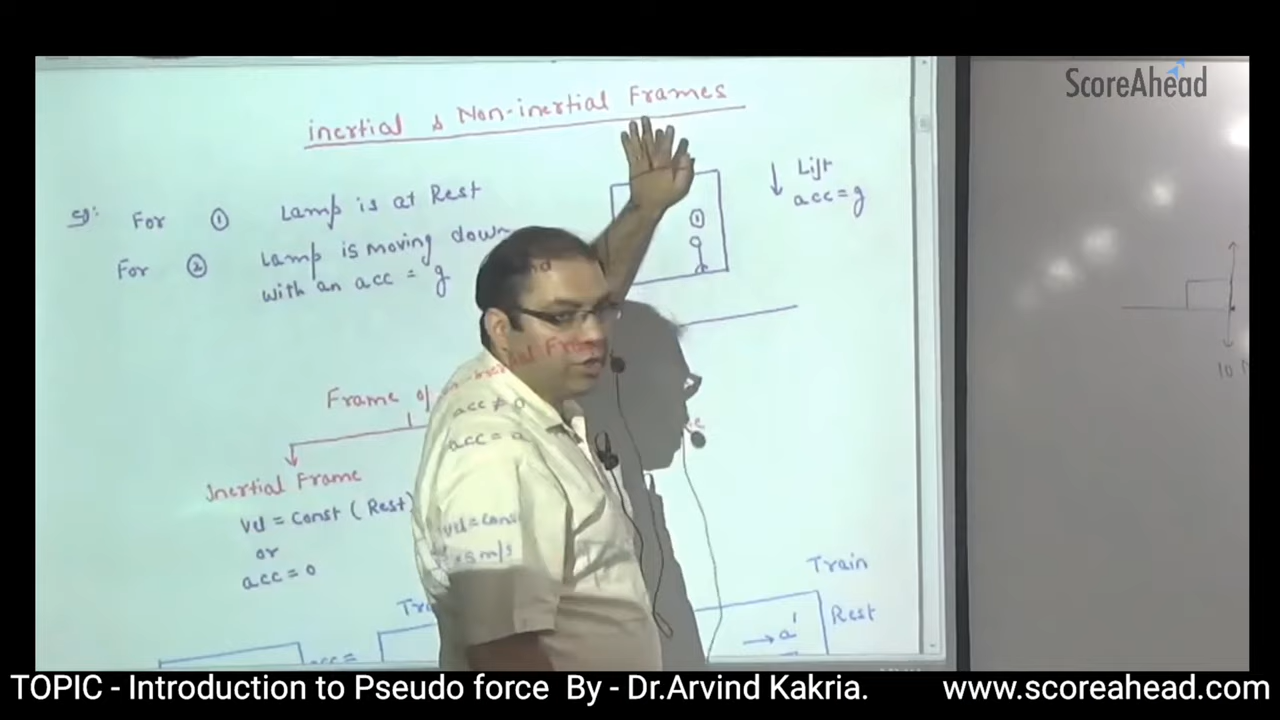 ScoreAhead
inertial & Non-inertial Frames
Sol: For ① Lamp is at Rest
For ② Lamp is moving down
with an acc = g
①
↓ Lift
acc = g
Frame of
Inertial Frame
vel = const (Rest)
or
acc = 0
acc ≠ 0
acc = a
vel = const
5 m/s
Train
Rest
→ a'
acc =
10
TOPIC - Introduction to Pseudo force By - Dr.Arvind Kakria. www.scoreahead.com